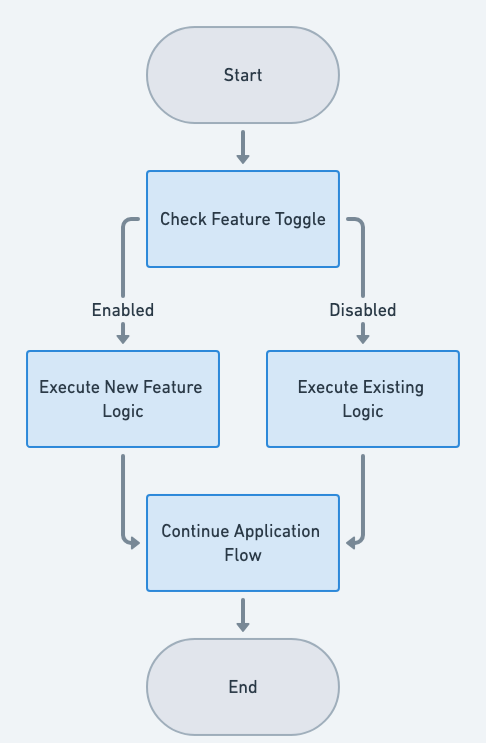 Start
Check Feature Toggle
Enabled
Disabled
Execute New Feature
Logic
Execute Existing
Logic
Continue Application
Flow
End